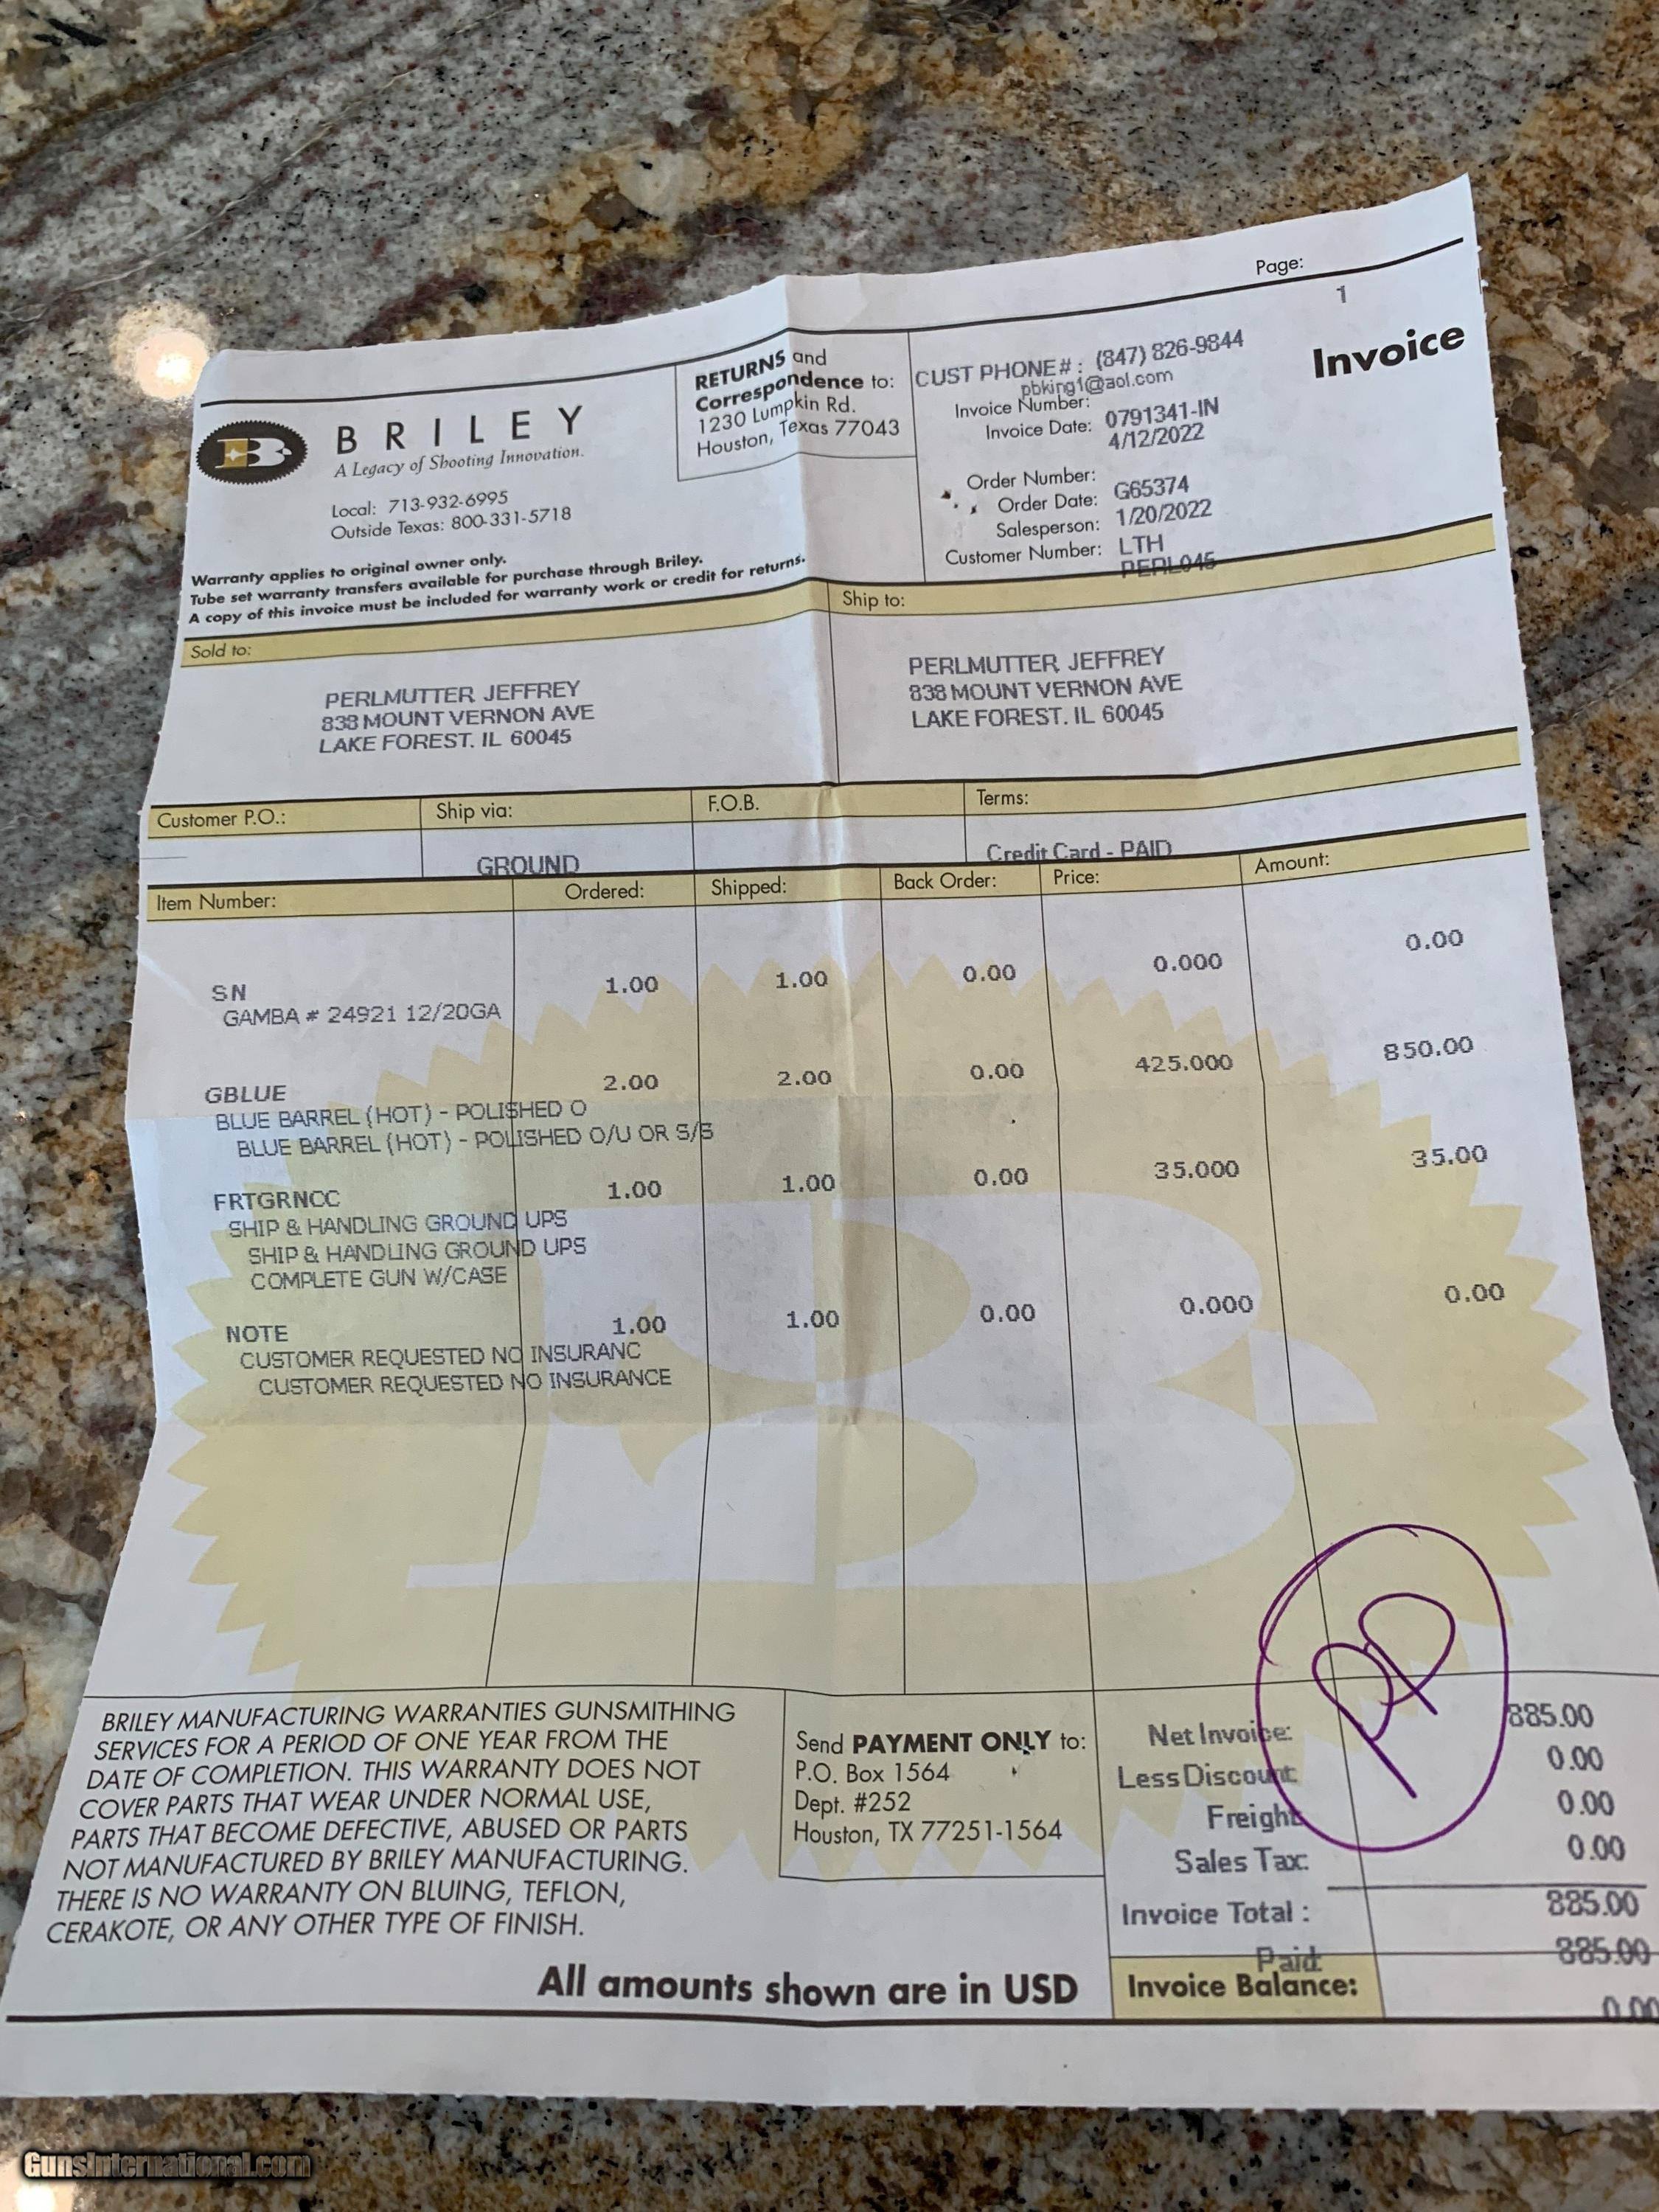 Page:
1
Invoice
BRILEY
A Legacy of Shooting Innovation.
Local: 713-932-6995
Outside Texas: 800-331-5718
RETURNS and
Correspondence to:
1230 Lumpkin Rd.
Houston, Texas 77043
CUST PHONE# : (847) 826-9844
pbking1@aol.com
Invoice Number: 0791341-IN
Invoice Date: 4/12/2022
Order Number: G65374
Order Date: 1/20/2022
Salesperson: LTH
Customer Number: PERL045
Warranty applies to original owner only.
Tube set warranty transfers available for purchase through Briley.
A copy of this invoice must be included for warranty work or credit for returns.
Sold to:
PERLMUTTER JEFFREY
838 MOUNT VERNON AVE
LAKE FOREST. IL 60045
Ship to:
PERLMUTTER JEFFREY
838 MOUNT VERNON AVE
LAKE FOREST. IL 60045
Customer P.O.: Ship via: F.O.B. Terms:
GROUND Credit Card - PAID
Item Number: Ordered: Shipped: Back Order: Price: Amount:
SN 1.00 1.00 0.00 0.000 0.00
GAMBA # 24921 12/20GA
GBLUE 2.00 2.00 0.00 425.000 850.00
BLUE BARREL (HOT) - POLISHED O
BLUE BARREL (HOT) - POLISHED O/U OR S/S
FRTGRNCC 1.00 1.00 0.00 35.000 35.00
SHIP & HANDLING GROUND UPS
SHIP & HANDLING GROUND UPS
COMPLETE GUN W/CASE
NOTE 1.00 1.00 0.00 0.000 0.00
CUSTOMER REQUESTED NO INSURANC
CUSTOMER REQUESTED NO INSURANCE
BRILEY MANUFACTURING WARRANTIES GUNSMITHING
SERVICES FOR A PERIOD OF ONE YEAR FROM THE
DATE OF COMPLETION. THIS WARRANTY DOES NOT
COVER PARTS THAT WEAR UNDER NORMAL USE,
PARTS THAT BECOME DEFECTIVE, ABUSED OR PARTS
NOT MANUFACTURED BY BRILEY MANUFACTURING.
THERE IS NO WARRANTY ON BLUING, TEFLON,
CERAKOTE, OR ANY OTHER TYPE OF FINISH.
Send PAYMENT ONLY to:
P.O. Box 1564
Dept. #252
Houston, TX 77251-1564
Net Invoice: 885.00
Less Discount: 0.00
Freight: 0.00
Sales Tax: 0.00
Invoice Total : 885.00
Paid: 885.00
Invoice Balance: 0.00
All amounts shown are in USD
GunsInternational.com